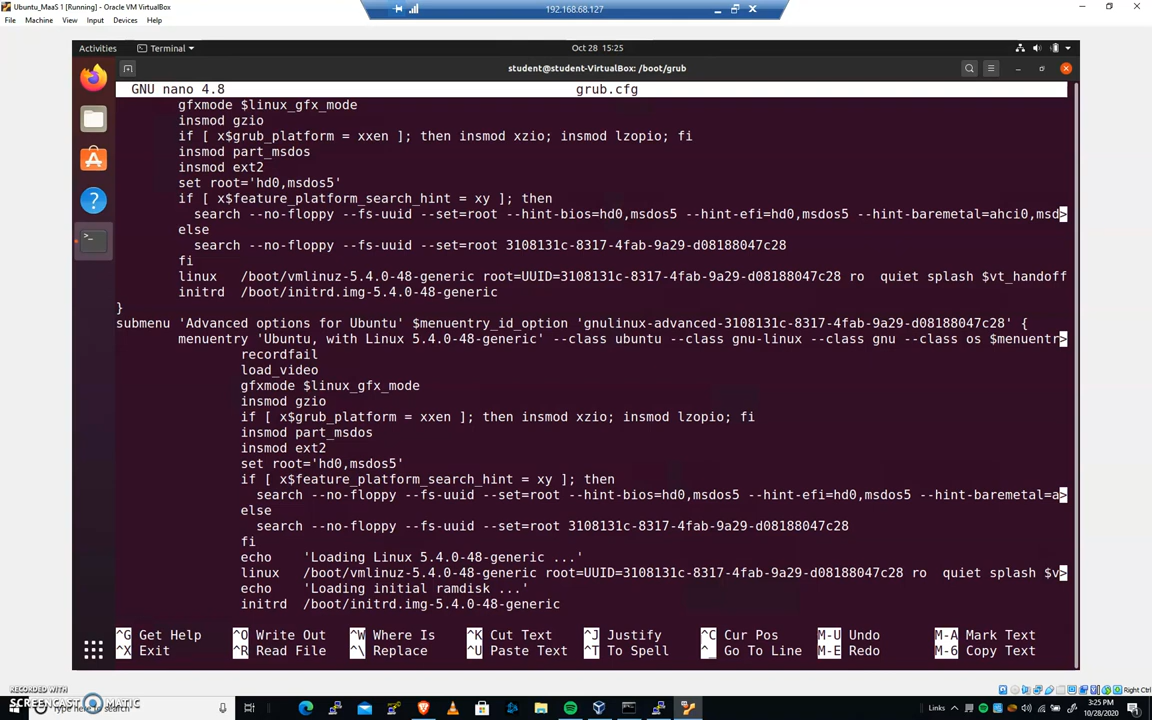 Ubuntu_MaaS 1 [Running] - Oracle VM VirtualBox
192.168.68.127
File Machine View Input Devices Help
Activities Terminal Oct 28 15:25
student@student-VirtualBox: /boot/grub
GNU nano 4.8 grub.cfg
gfxmode $linux_gfx_mode
insmod gzio
if [ x$grub_platform = xxen ]; then insmod xzio; insmod lzopio; fi
insmod part_msdos
insmod ext2
set root='hd0,msdos5'
if [ x$feature_platform_search_hint = xy ]; then
search --no-floppy --fs-uuid --set=root --hint-bios=hd0,msdos5 --hint-efi=hd0,msdos5 --hint-baremetal=ahci0,msd>
else
search --no-floppy --fs-uuid --set=root 3108131c-8317-4fab-9a29-d08188047c28
fi
linux /boot/vmlinuz-5.4.0-48-generic root=UUID=3108131c-8317-4fab-9a29-d08188047c28 ro quiet splash $vt_handoff
initrd /boot/initrd.img-5.4.0-48-generic
}
submenu 'Advanced options for Ubuntu' $menuentry_id_option 'gnulinux-advanced-3108131c-8317-4fab-9a29-d08188047c28' {
menuentry 'Ubuntu, with Linux 5.4.0-48-generic' --class ubuntu --class gnu-linux --class gnu --class os $menuentr>
recordfail
load_video
gfxmode $linux_gfx_mode
insmod gzio
if [ x$grub_platform = xxen ]; then insmod xzio; insmod lzopio; fi
insmod part_msdos
insmod ext2
set root='hd0,msdos5'
if [ x$feature_platform_search_hint = xy ]; then
search --no-floppy --fs-uuid --set=root --hint-bios=hd0,msdos5 --hint-efi=hd0,msdos5 --hint-baremetal=a>
else
search --no-floppy --fs-uuid --set=root 3108131c-8317-4fab-9a29-d08188047c28
fi
echo 'Loading Linux 5.4.0-48-generic ...'
linux /boot/vmlinuz-5.4.0-48-generic root=UUID=3108131c-8317-4fab-9a29-d08188047c28 ro quiet splash $v>
echo 'Loading initial ramdisk ...'
initrd /boot/initrd.img-5.4.0-48-generic
^G Get Help ^O Write Out ^W Where Is ^K Cut Text ^J Justify ^C Cur Pos M-U Undo M-A Mark Text
^X Exit ^R Read File ^\ Replace ^U Paste Text ^T To Spell ^_ Go To Line M-E Redo M-6 Copy Text
Right Ctrl
RECORDED WITH
SCREENCAST MATIC
here to search
Links
3:25 PM
10/28/2020